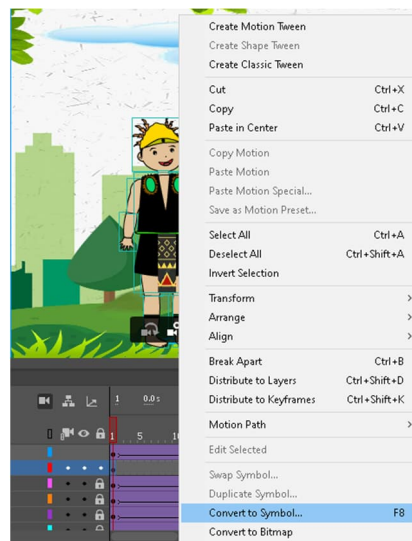 Create Motion Tween
Create Shape Tween
Create Classic Tween
Cut Ctrl+X
Copy Ctrl+C
Paste in Center Ctrl+V
Copy Motion
Paste Motion
Paste Motion Special...
Save as Motion Preset...
Select All Ctrl+A
Deselect All Ctrl+Shift+A
Invert Selection
Transform >
Arrange >
Align >
Break Apart Ctrl+B
Distribute to Layers Ctrl+Shift+D
Distribute to Keyframes Ctrl+Shift+K
Motion Path >
Edit Selected
Swap Symbol...
Duplicate Symbol...
Convert to Symbol... F8
Convert to Bitmap
1 0.0 s
1 5 10